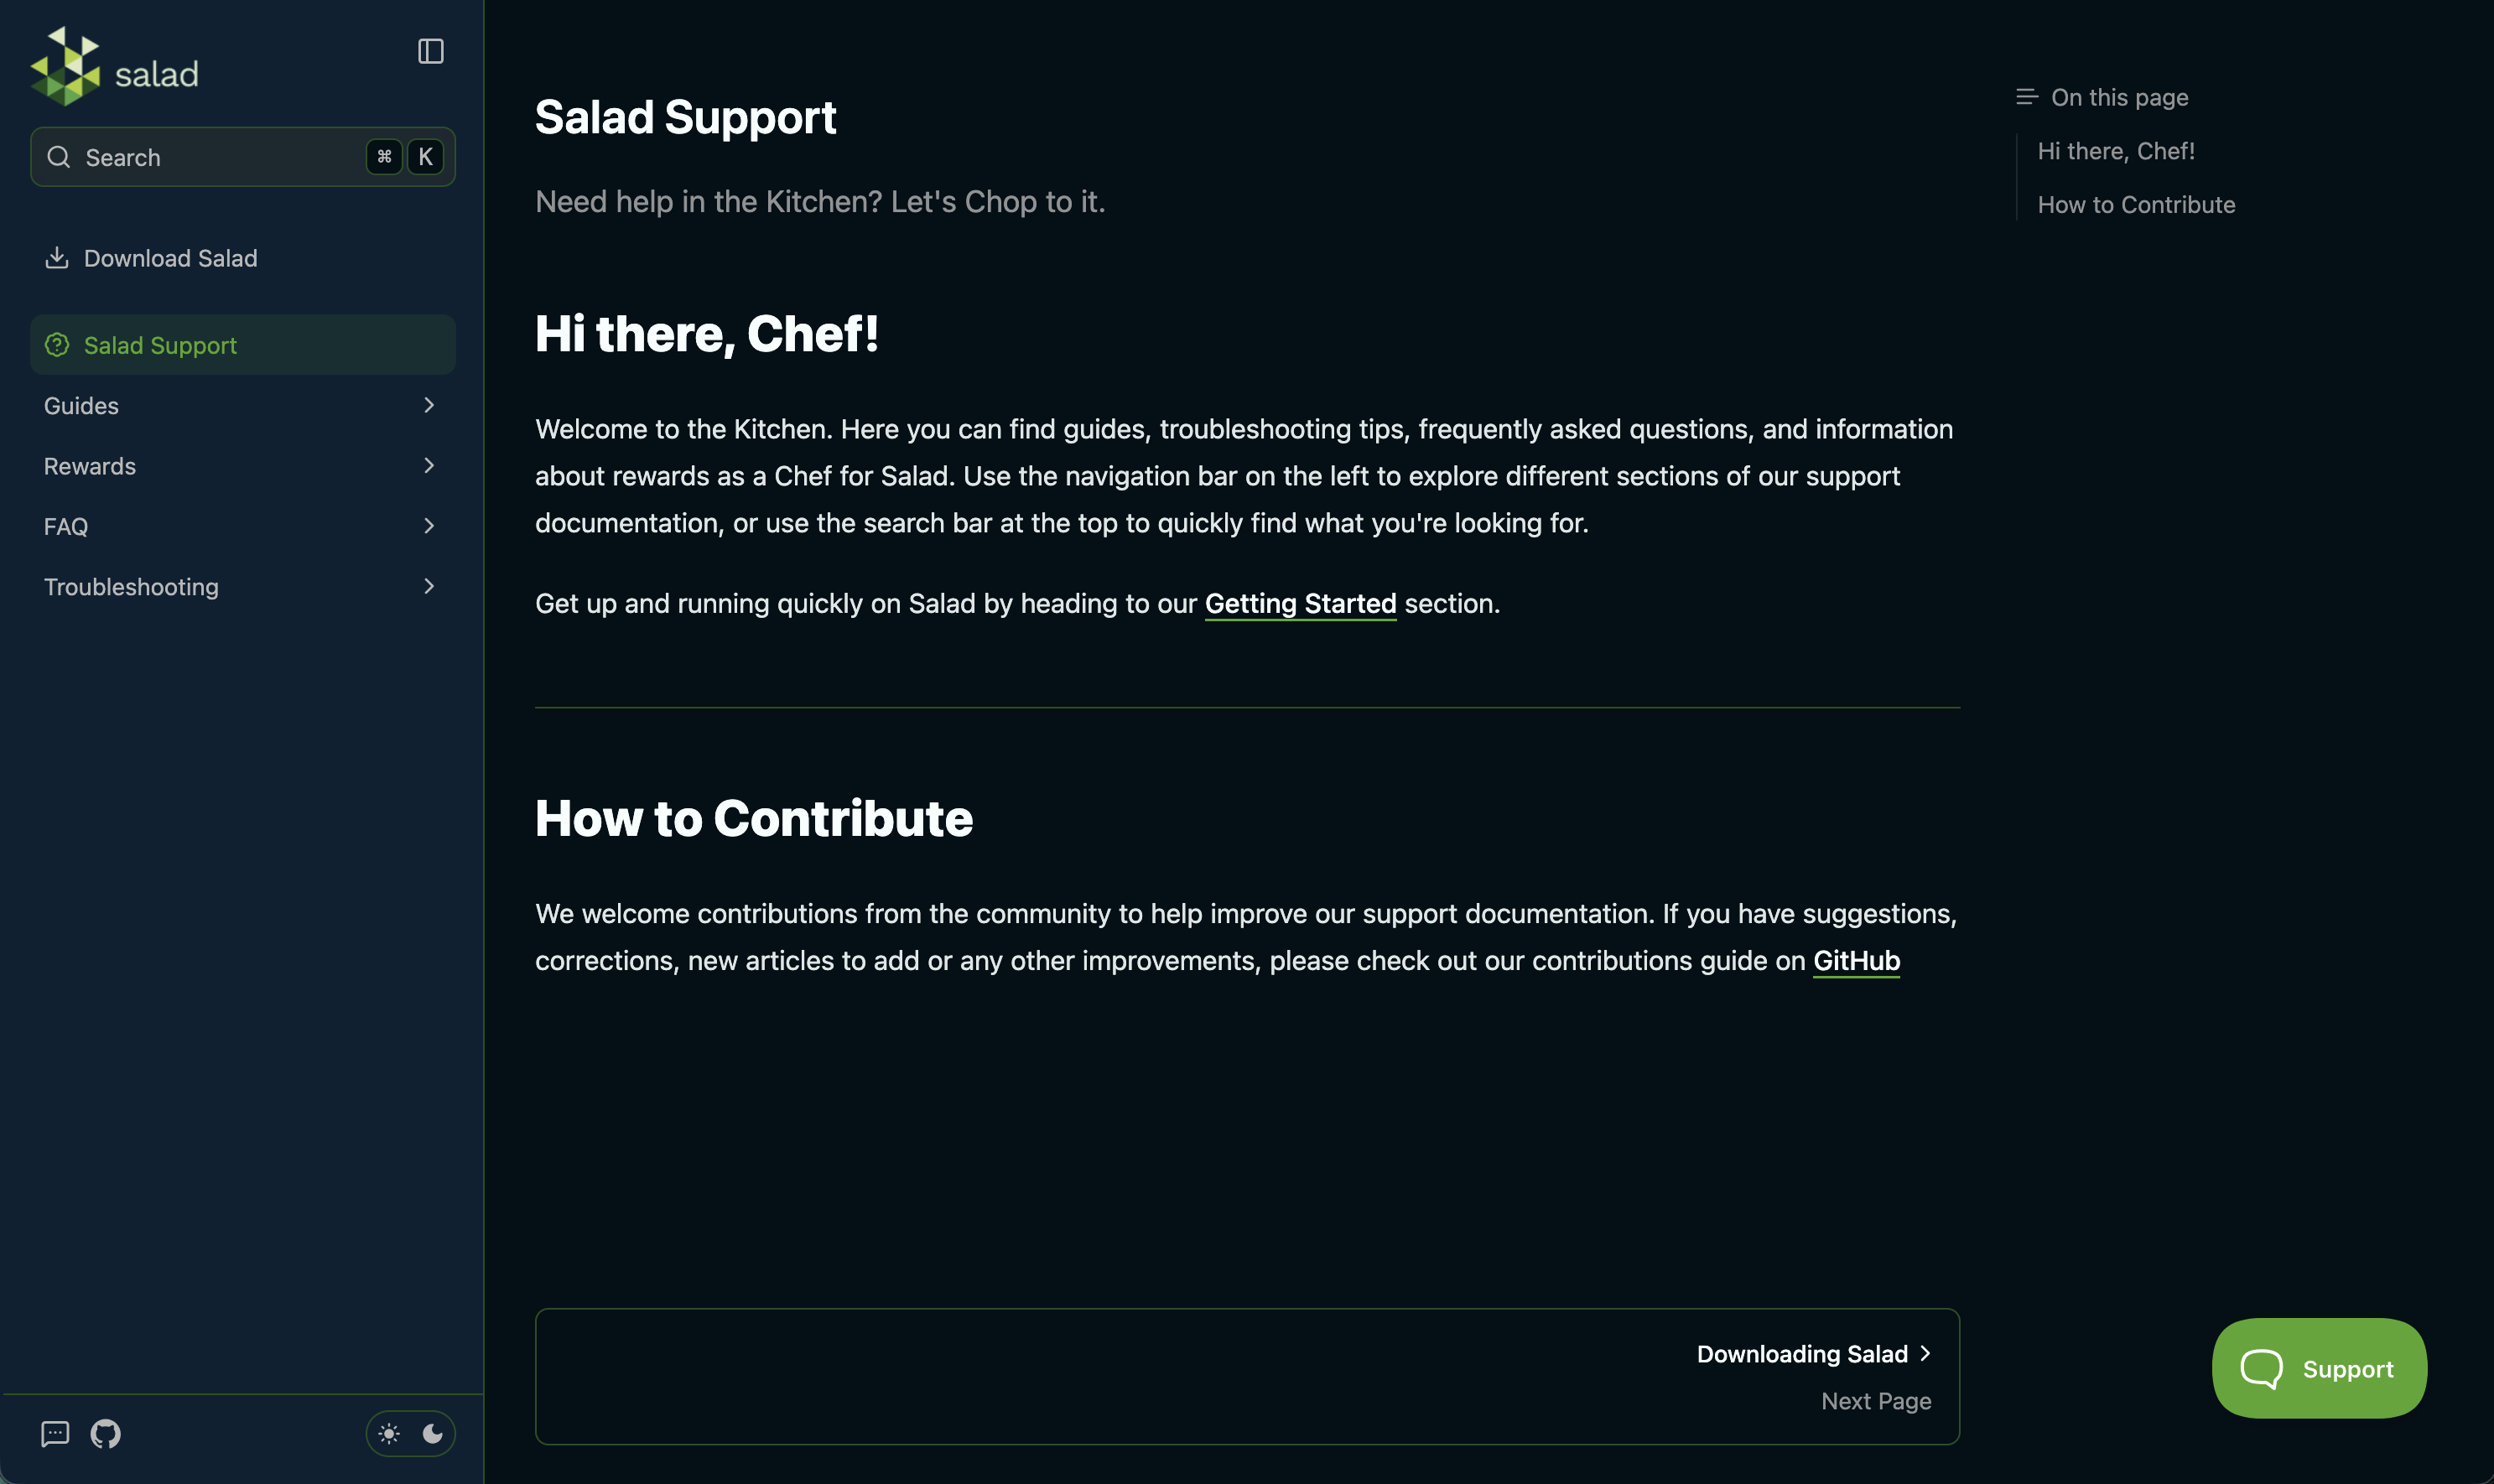 salad
Search
⌘ K
Download Salad
Salad Support
Guides
Rewards
FAQ
Troubleshooting
Salad Support
Need help in the Kitchen? Let's Chop to it.
Hi there, Chef!
Welcome to the Kitchen. Here you can find guides, troubleshooting tips, frequently asked questions, and information
about rewards as a Chef for Salad. Use the navigation bar on the left to explore different sections of our support
documentation, or use the search bar at the top to quickly find what you're looking for.
Get up and running quickly on Salad by heading to our Getting Started section.
How to Contribute
We welcome contributions from the community to help improve our support documentation. If you have suggestions,
corrections, new articles to add or any other improvements, please check out our contributions guide on GitHub
Downloading Salad
Next Page
On this page
Hi there, Chef!
How to Contribute
Support